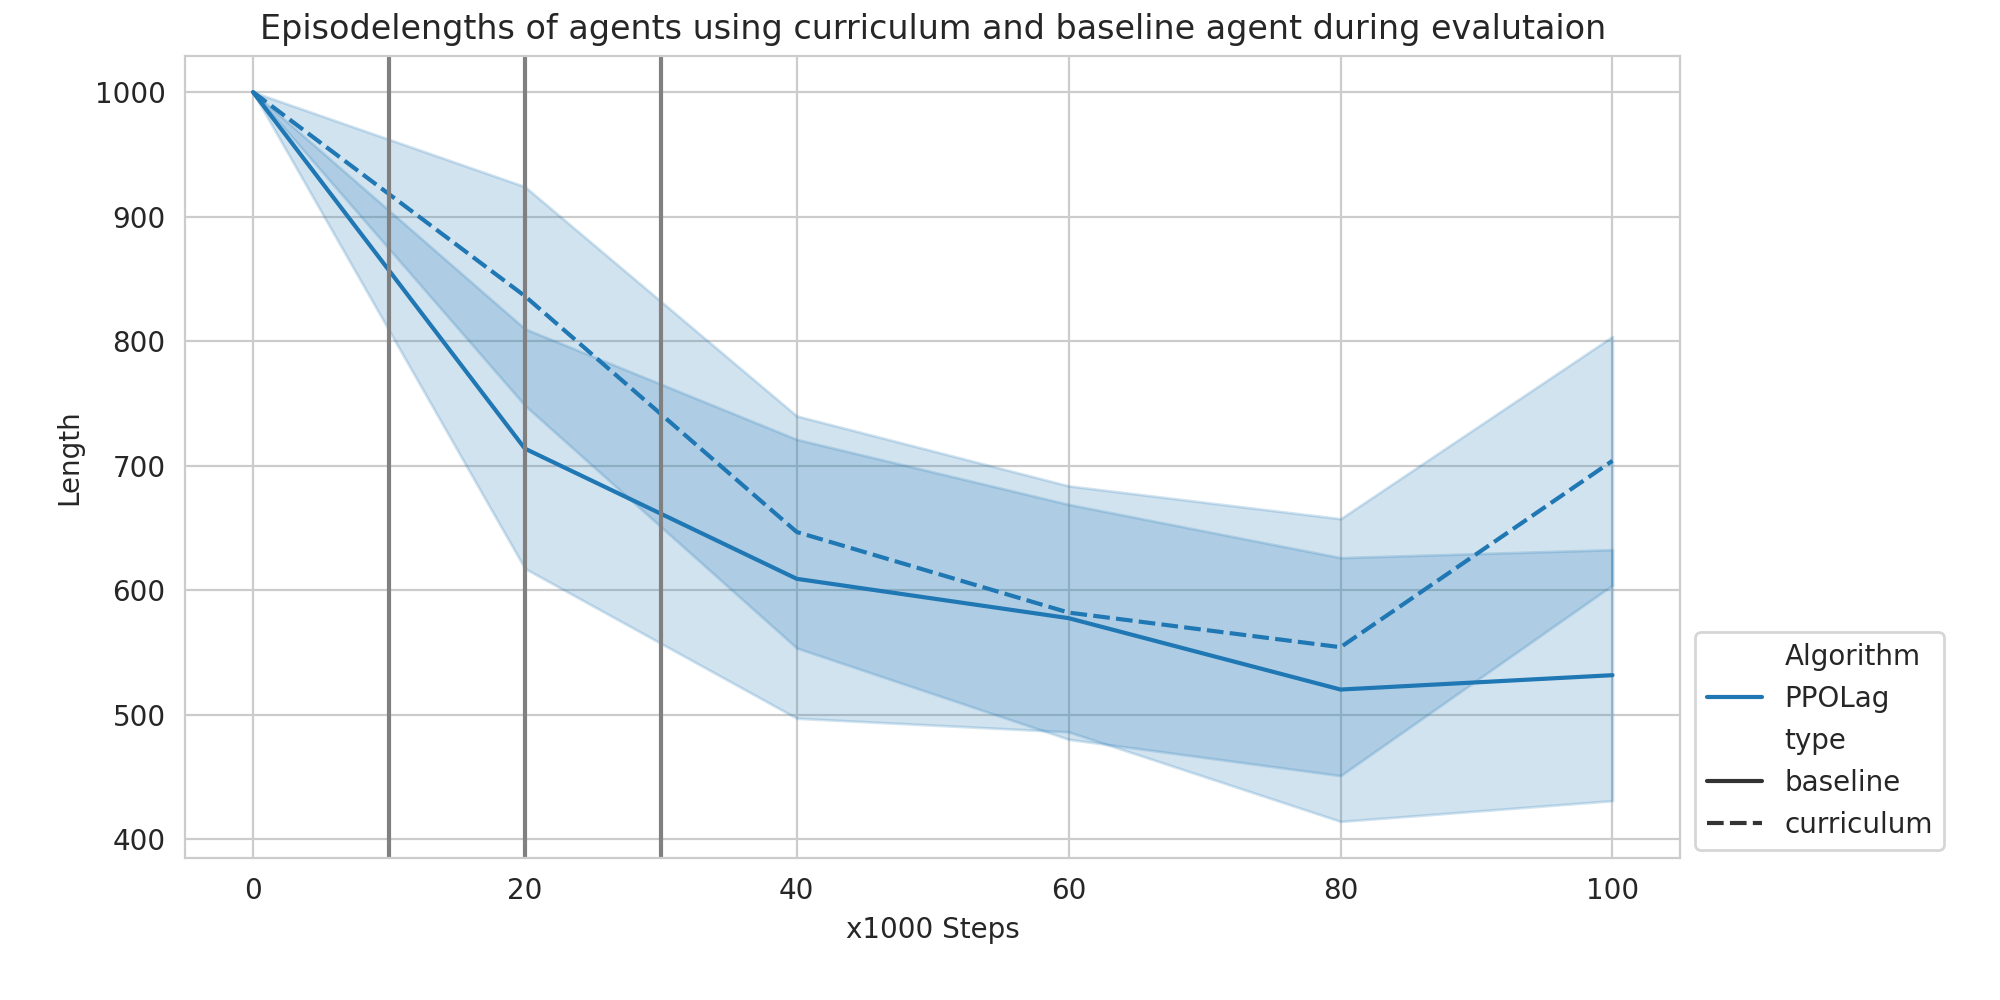 Episodelengths of agents using curriculum and baseline agent during evalutaion
1000
900
800
700
600
500
400
Length
0 20 40 60 80 100
x1000 Steps
Algorithm
PPOLag
type
baseline
curriculum